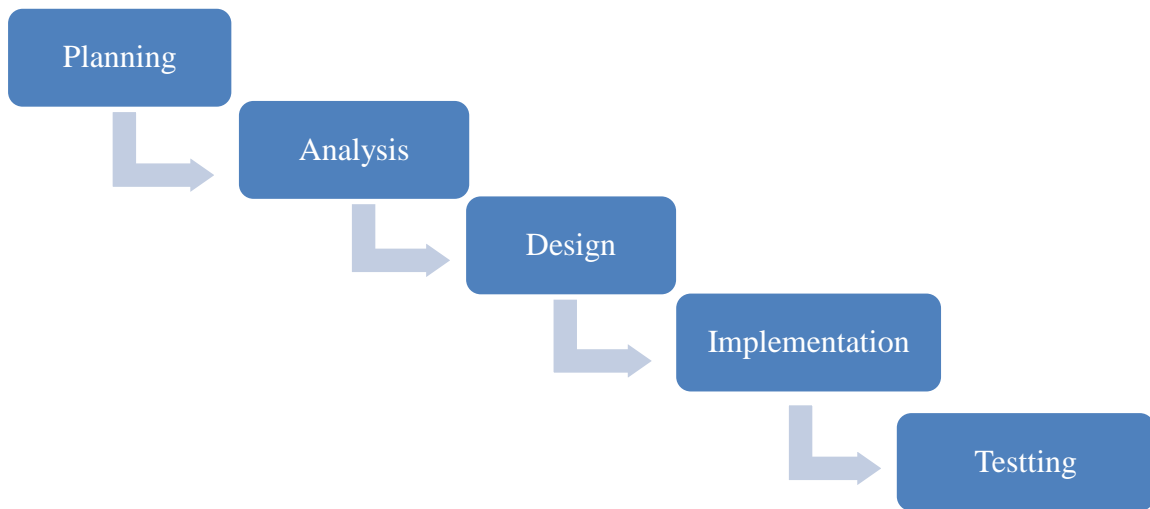 Planning
Analysis
Design
Implementation
Testting